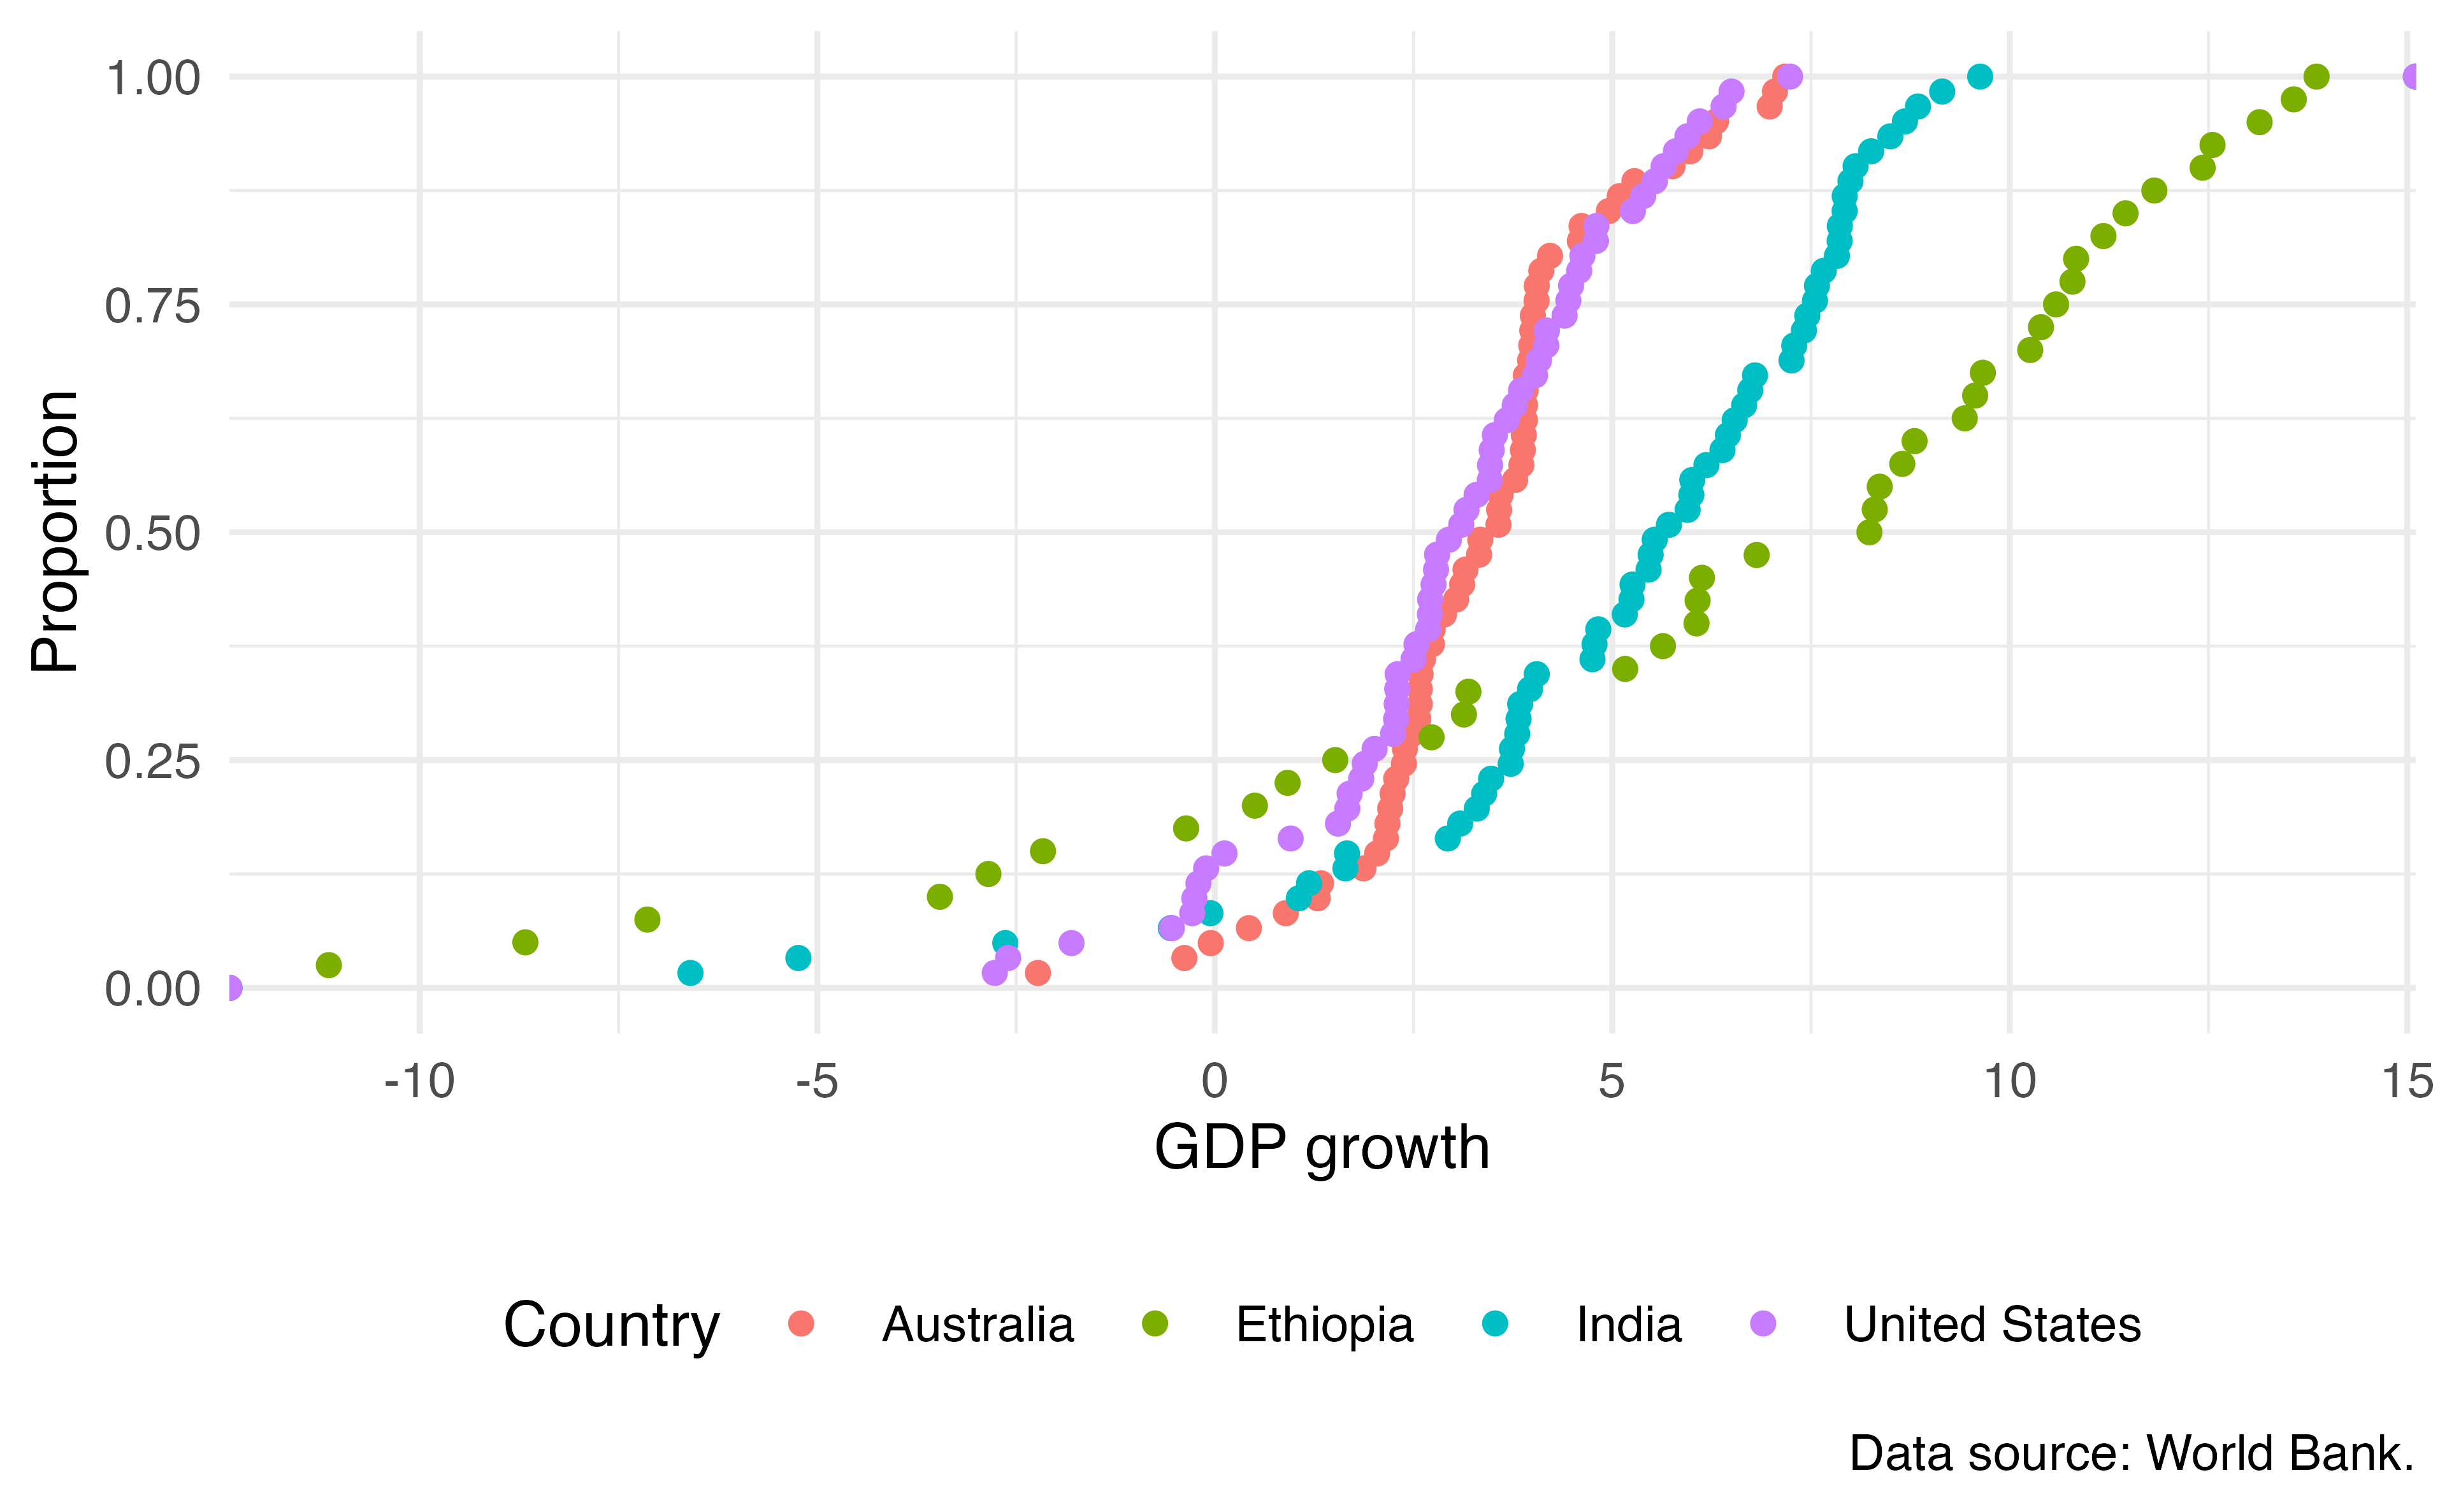 1.00
0.75
0.50
0.25
0.00
Proportion
-10 -5 0 5 10 15
GDP growth
Country Australia Ethiopia India United States
Data source: World Bank.